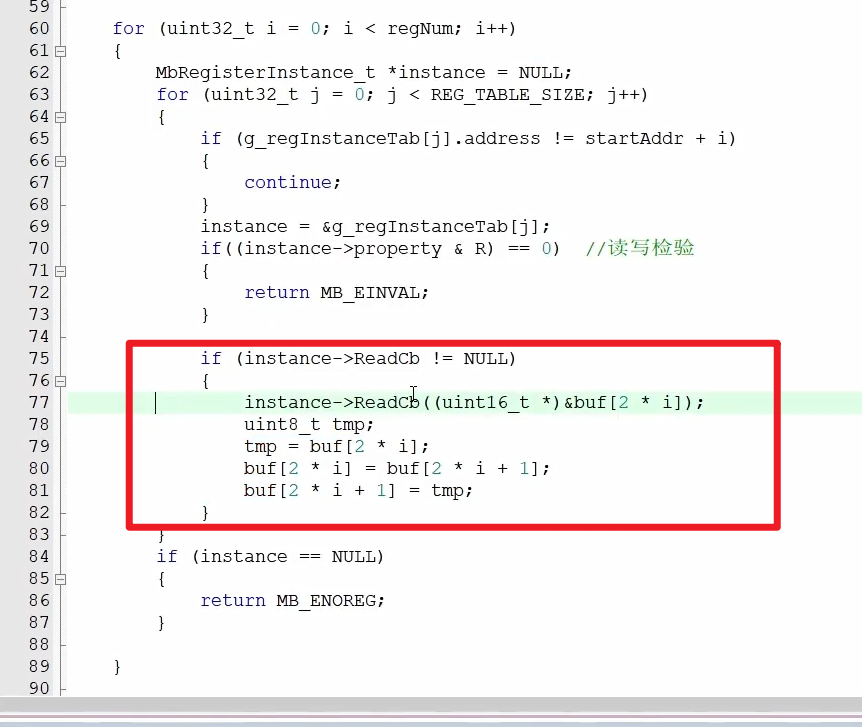 59
60 for (uint32_t i = 0; i < regNum; i++)
61 {
62 MbRegisterInstance_t *instance = NULL;
63 for (uint32_t j = 0; j < REG_TABLE_SIZE; j++)
64 {
65 if (g_regInstanceTab[j].address != startAddr + i)
66 {
67 continue;
68 }
69 instance = &g_regInstanceTab[j];
70 if((instance->property & R) == 0) //读写检验
71 {
72 return MB_EINVAL;
73 }
74
75 if (instance->ReadCb != NULL)
76 {
77 instance->ReadCb((uint16_t *)&buf[2 * i]);
78 uint8_t tmp;
79 tmp = buf[2 * i];
80 buf[2 * i] = buf[2 * i + 1];
81 buf[2 * i + 1] = tmp;
82 }
83 }
84 if (instance == NULL)
85 {
86 return MB_ENOREG;
87 }
88
89 }
90